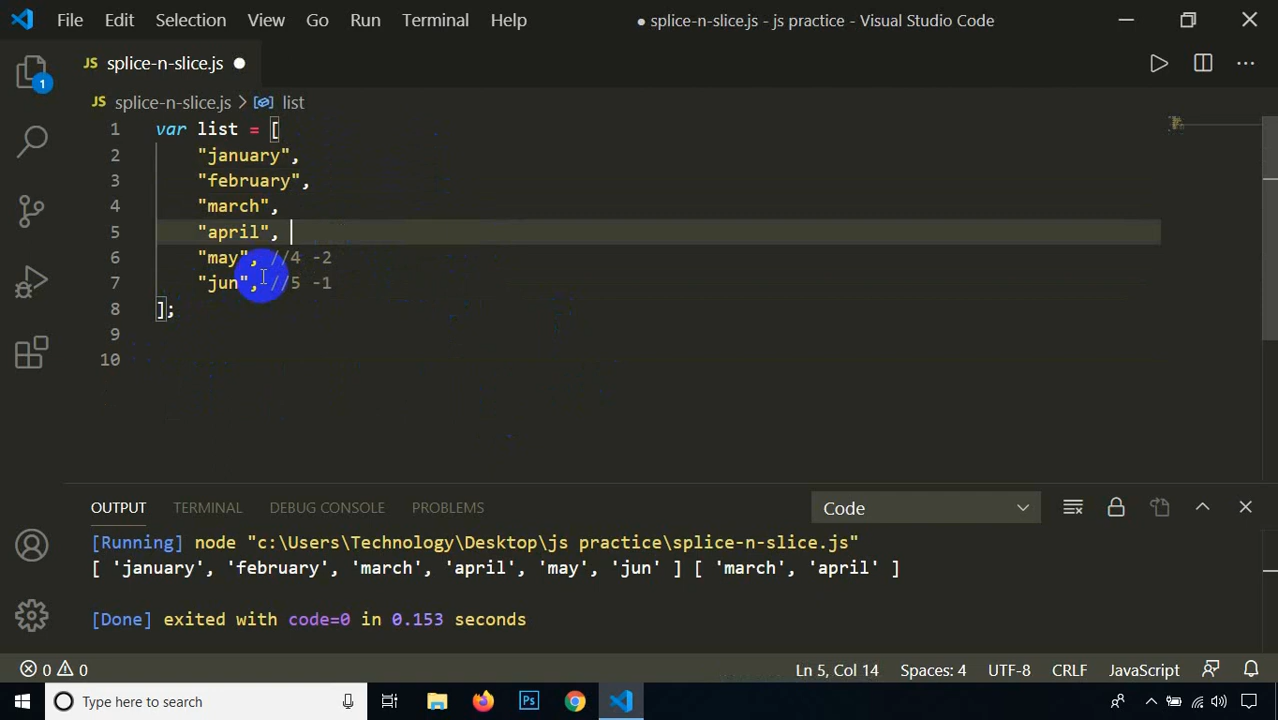 File Edit Selection View Go Run Terminal Help ● splice-n-slice.js - js practice - Visual Studio Code
1
JS splice-n-slice.js ●
JS splice-n-slice.js > list
1 var list = [
2 "january",
3 "february",
4 "march",
5 "april",
6 "may", //4 -2
7 "jun", //5 -1
8 ];
9
10
OUTPUT TERMINAL DEBUG CONSOLE PROBLEMS Code
[Running] node "c:\Users\Technology\Desktop\js practice\splice-n-slice.js"
[ 'january', 'february', 'march', 'april', 'may', 'jun' ] [ 'march', 'april' ]
[Done] exited with code=0 in 0.153 seconds
0 0 Ln 5, Col 14 Spaces: 4 UTF-8 CRLF JavaScript
Type here to search Ps